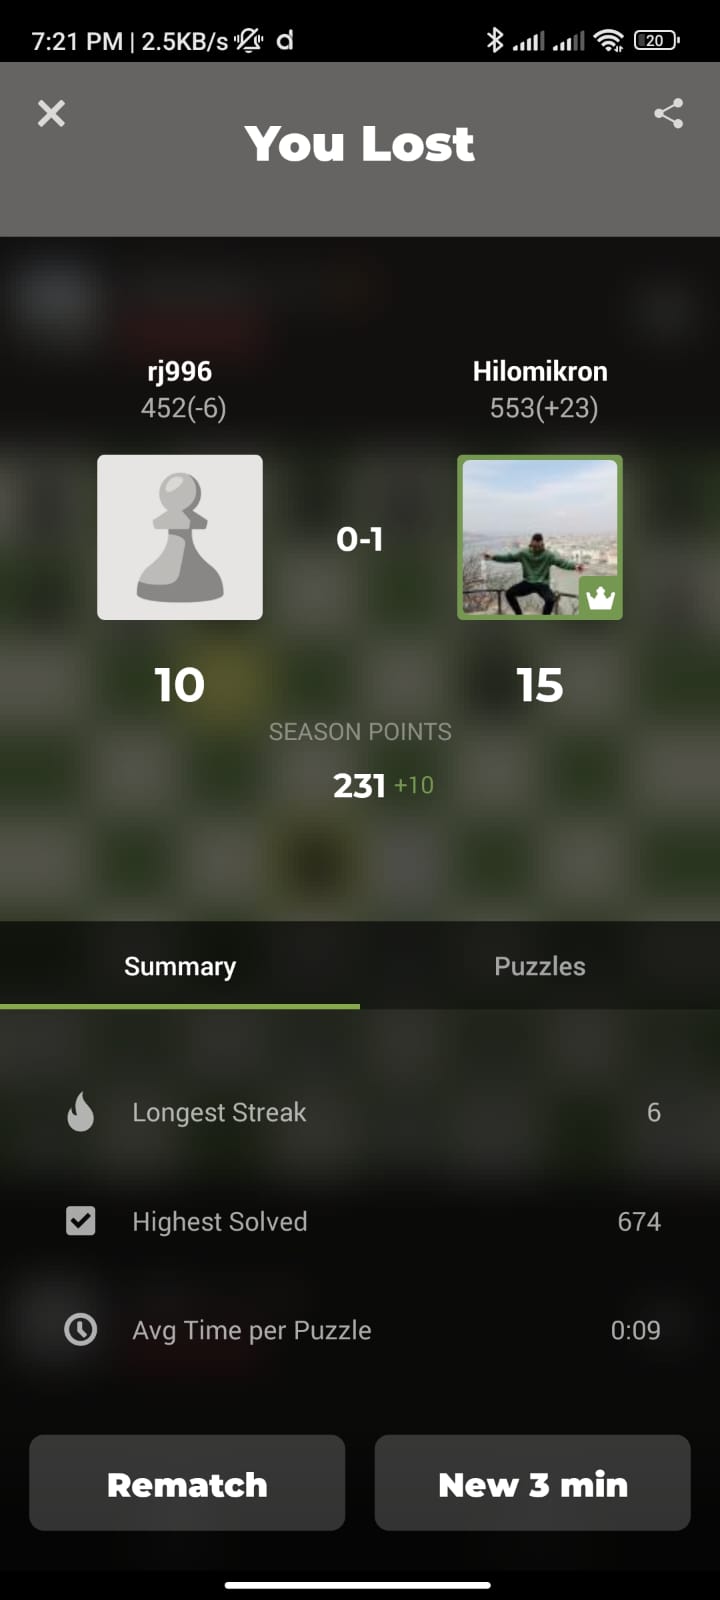 7:21 PM | 2.5KB/s d 20
You Lost
rj996 Hilomikron
452(-6) 553(+23)
0-1
10 15
SEASON POINTS
231 +10
Summary Puzzles
Longest Streak 6
Highest Solved 674
Avg Time per Puzzle 0:09
Rematch New 3 min